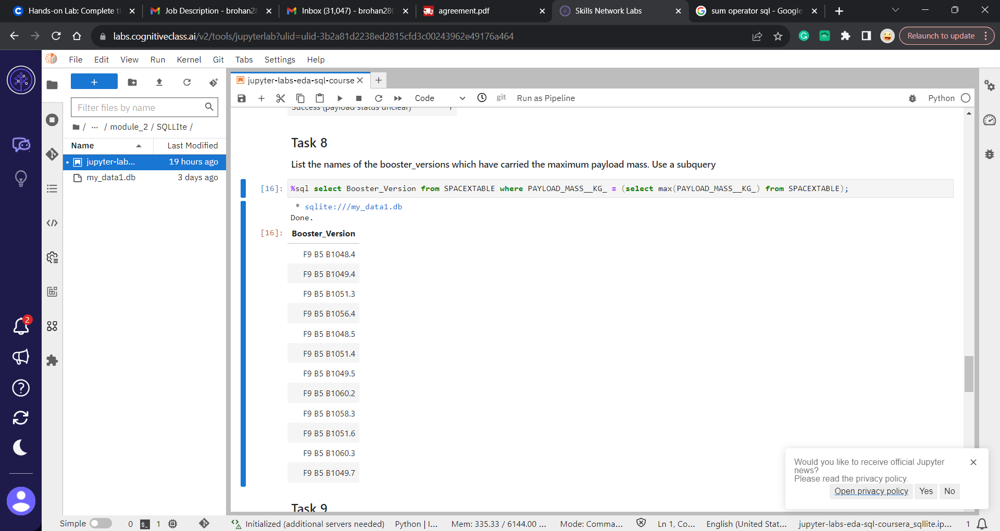 Hands-on Lab: Complete t
Job Description - brohan28
Inbox (31,047) - brohan280
agreement.pdf
Skills Network Labs
sum operator sql - Google
labs.cognitiveclass.ai/v2/tools/jupyterlab?ulid=ulid-3b2a81d2238ed2815cfd3c00243962e49176a464
Relaunch to update
File Edit View Run Kernel Git Tabs Settings Help
jupyter-labs-eda-sql-course
Filter files by name
/ ... / module_2 / SQLLIte /
Code
git
Run as Pipeline
Python
Name
Last Modified
jupyter-lab...
19 hours ago
my_data1.db
3 days ago
Success (payload status unclear) 1
Task 8
List the names of the booster_versions which have carried the maximum payload mass. Use a subquery
[16]: %sql select Booster_Version from SPACEXTABLE where PAYLOAD_MASS__KG_ = (select max(PAYLOAD_MASS__KG_) from SPACEXTABLE);
* sqlite:///my_data1.db
Done.
[16]: Booster_Version
F9 B5 B1048.4
F9 B5 B1049.4
F9 B5 B1051.3
F9 B5 B1056.4
F9 B5 B1048.5
F9 B5 B1051.4
F9 B5 B1049.5
F9 B5 B1060.2
F9 B5 B1058.3
F9 B5 B1051.6
F9 B5 B1060.3
F9 B5 B1049.7
Task 9
2
Would you like to receive official Jupyter
news?
Please read the privacy policy.
Open privacy policy
Yes
No
Simple 0 1 Initialized (additional servers needed) Python | I... Mem: 335.33 / 6144.00 ... Mode: Comma... Ln 1, Co... English (United Stat... jupyter-labs-eda-sql-coursera_sqllite.ip... 1